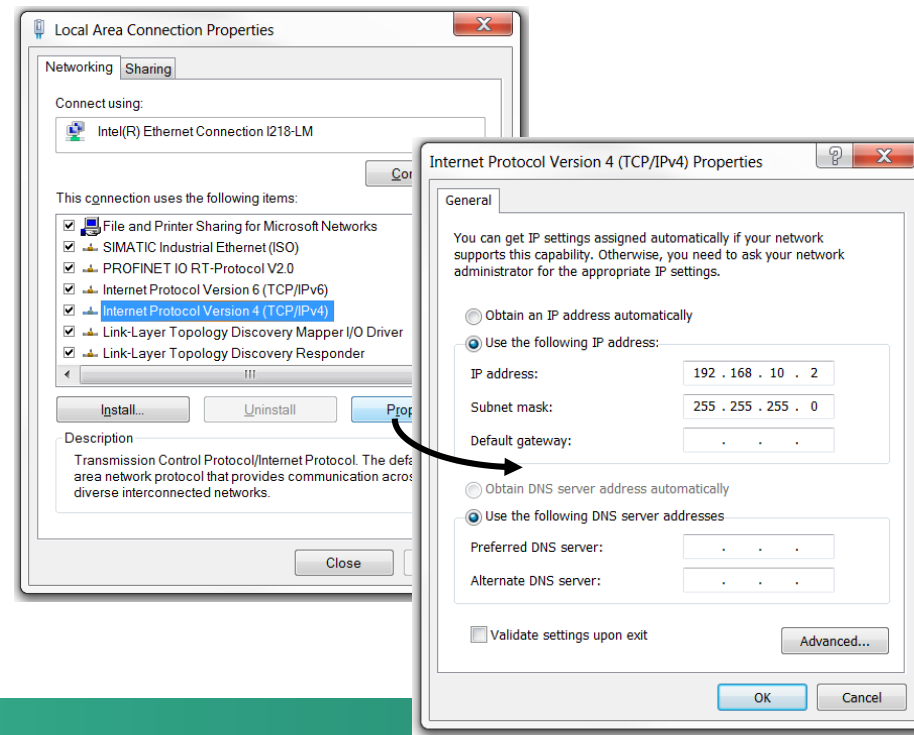 Local Area Connection Properties
Networking
Sharing
Connect using:
Intel(R) Ethernet Connection I218-LM
This connection uses the following items:
File and Printer Sharing for Microsoft Networks
SIMATIC Industrial Ethernet (ISO)
PROFINET IO RT-Protocol V2.0
Internet Protocol Version 6 (TCP/IPv6)
Internet Protocol Version 4 (TCP/IPv4)
Link-Layer Topology Discovery Mapper I/O Driver
Link-Layer Topology Discovery Responder
Install...
Uninstall
Description
Transmission Control Protocol/Internet Protocol. The
area network protocol that provides communication
diverse interconnected networks.
Close
Internet Protocol Version 4 (TCP/IPv4) Properties
General
You can get IP settings assigned automatically if your network
supports this capability. Otherwise, you need to ask your network
administrator for the appropriate IP settings.
Obtain an IP address automatically
Use the following IP address:
IP address: 192 . 168 . 10 . 2
Subnet mask: 255 . 255 . 255 . 0
Default gateway: . . .
Obtain DNS server address automatically
Use the following DNS server addresses
Preferred DNS server: . . .
Alternate DNS server: . . .
Validate settings upon exit
Advanced...
OK
Cancel